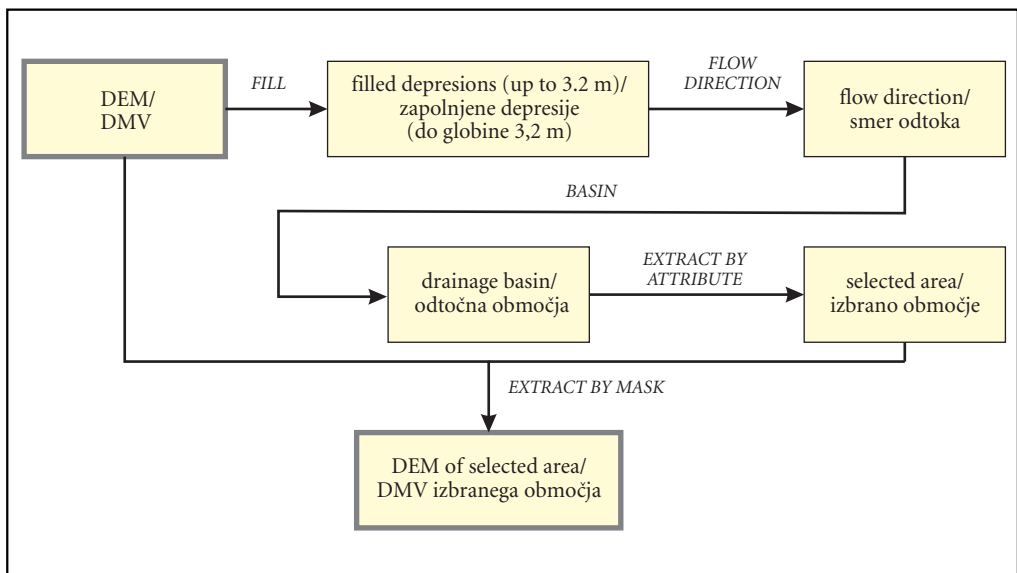 DEM/
DMV
FILL
filled depresions (up to 3.2 m)/
zapolnjene depresije
(do globine 3,2 m)
FLOW
DIRECTION
flow direction/
smer odtoka
BASIN
drainage basin/
odtočna območja
EXTRACT BY
ATTRIBUTE
selected area/
izbrano območje
EXTRACT BY MASK
DEM of selected area/
DMV izbranega območja